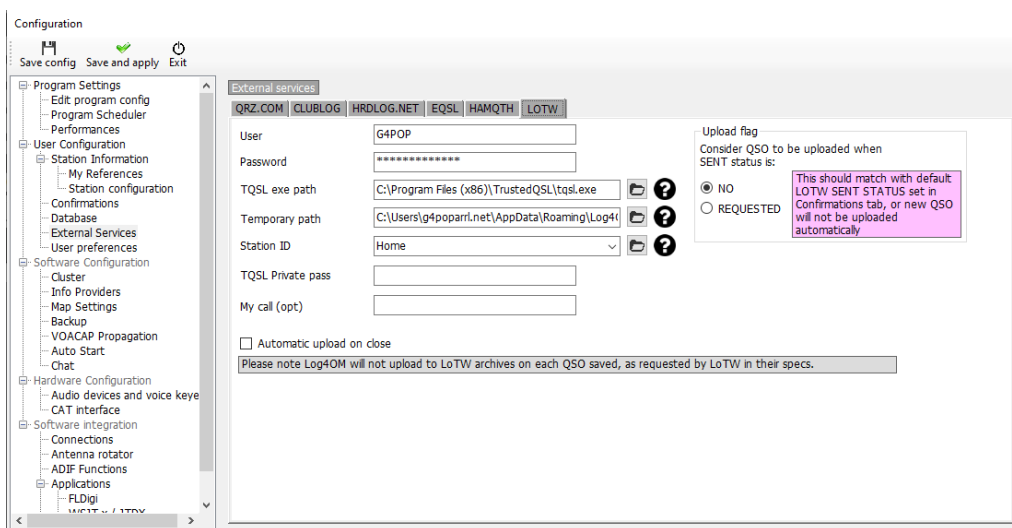 Configuration
Save config Save and apply Exit
Program Settings
Edit program config
Program Scheduler
Performances
User Configuration
Station Information
My References
Station configuration
Confirmations
Database
External Services
User preferences
Software Configuration
Cluster
Info Providers
Map Settings
Backup
VOACAP Propagation
Auto Start
Chat
Hardware Configuration
Audio devices and voice keye
CAT interface
Software integration
Connections
Antenna rotator
ADIF Functions
Applications
FLDigi
WSJT-x / JTDX
External services
QRZ.COM CLUBLOG HRDLOG.NET EQSL HAMQTH LOTW
User G4POP
Password *************
TQSL exe path C:\Program Files (x86)\TrustedQSL\tqsl.exe
Temporary path C:\Users\g4poparrl.net\AppData\Roaming\Log4(
Station ID Home
TQSL Private pass
My call (opt)
Automatic upload on close
Please note Log4OM will not upload to LoTW archives on each QSO saved, as requested by LoTW in their specs.
Upload flag
Consider QSO to be uploaded when
SENT status is:
NO
REQUESTED
This should match with default
LOTW SENT STATUS set in
Confirmations tab, or new QSO
will not be uploaded
automatically